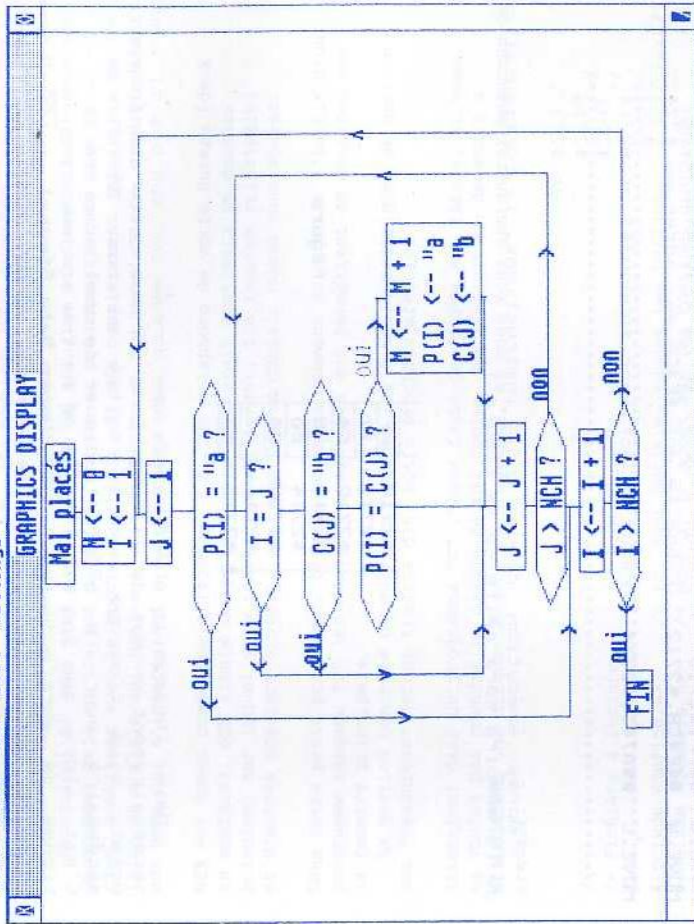 GRAPHICS DISPLAY
Mal placés
M <-- 0
I <-- 1
J <-- 1
P(I) = "a ?
oui
I = J ?
oui
C(J) = "b ?
oui
P(I) = C(J) ?
oui
M <-- M + 1
P(I) <-- "a
C(J) <-- "b
J <-- J + 1
J > NCH ?
non
I <-- I + 1
I > NCH ?
oui
non
FIN